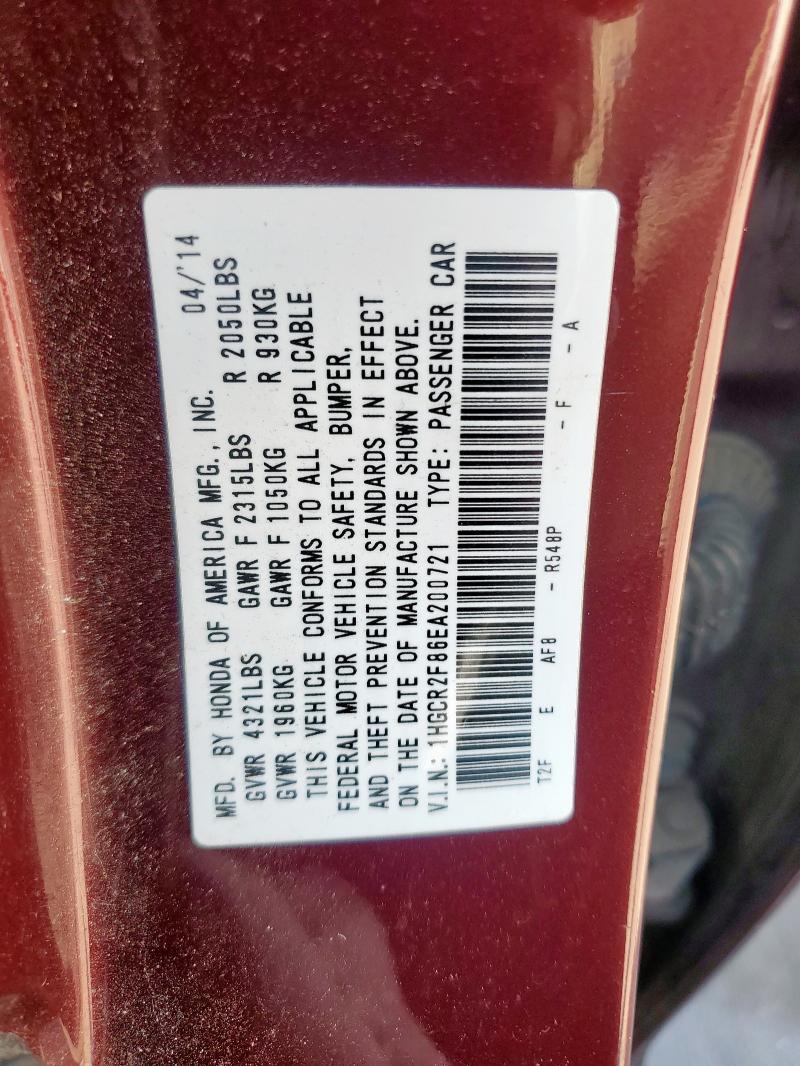 MFD. BY HONDA OF AMERICA MFG., INC. 04/'14
GVWR 4321LBS GAWR F 2315LBS R 2050LBS
GVWR 1960KG GAWR F 1050KG R 930KG
THIS VEHICLE CONFORMS TO ALL APPLICABLE
FEDERAL MOTOR VEHICLE SAFETY, BUMPER,
AND THEFT PREVENTION STANDARDS IN EFFECT
ON THE DATE OF MANUFACTURE SHOWN ABOVE.
V.I.N.: 1HGCR2F86EA200721 TYPE: PASSENGER CAR
T2F E AF8 - R548P - F - A